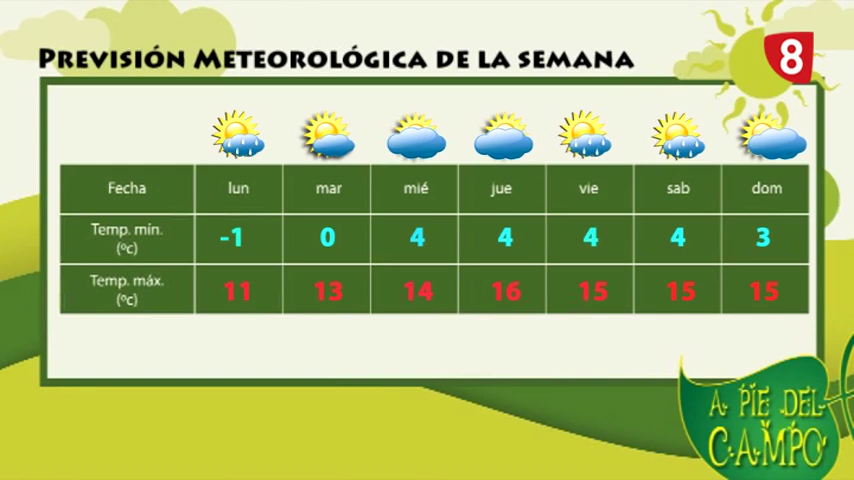 PREVISIÓN METEOROLÓGICA DE LA SEMANA
8
Fecha lun mar mié jue vie sab dom
Temp. mín. (ºc) -1 0 4 4 4 4 3
Temp. máx. (ºc) 11 13 14 16 15 15 15
A PIE DEL
CAMPO